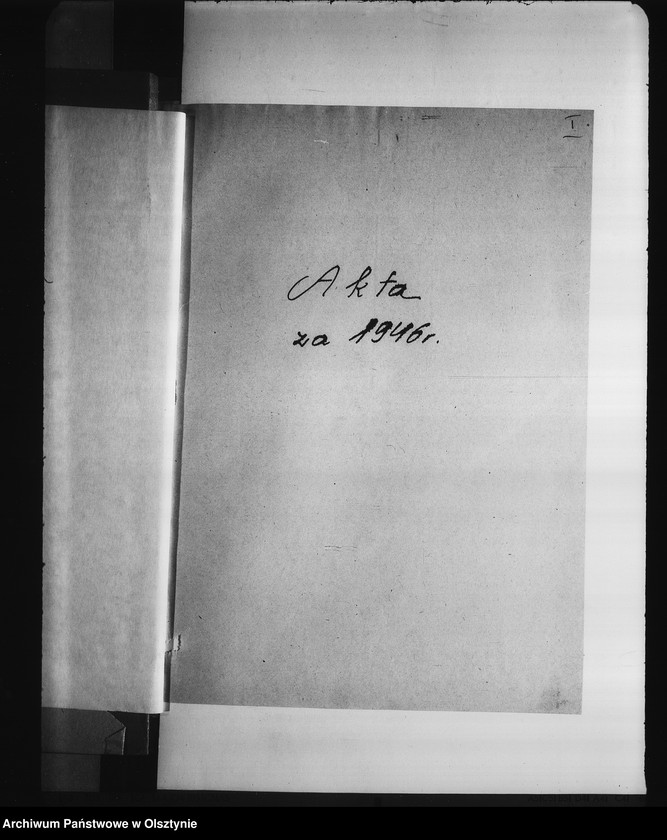 I
Akta
za 1946r.
Archiwum Państwowe w Olsztynie